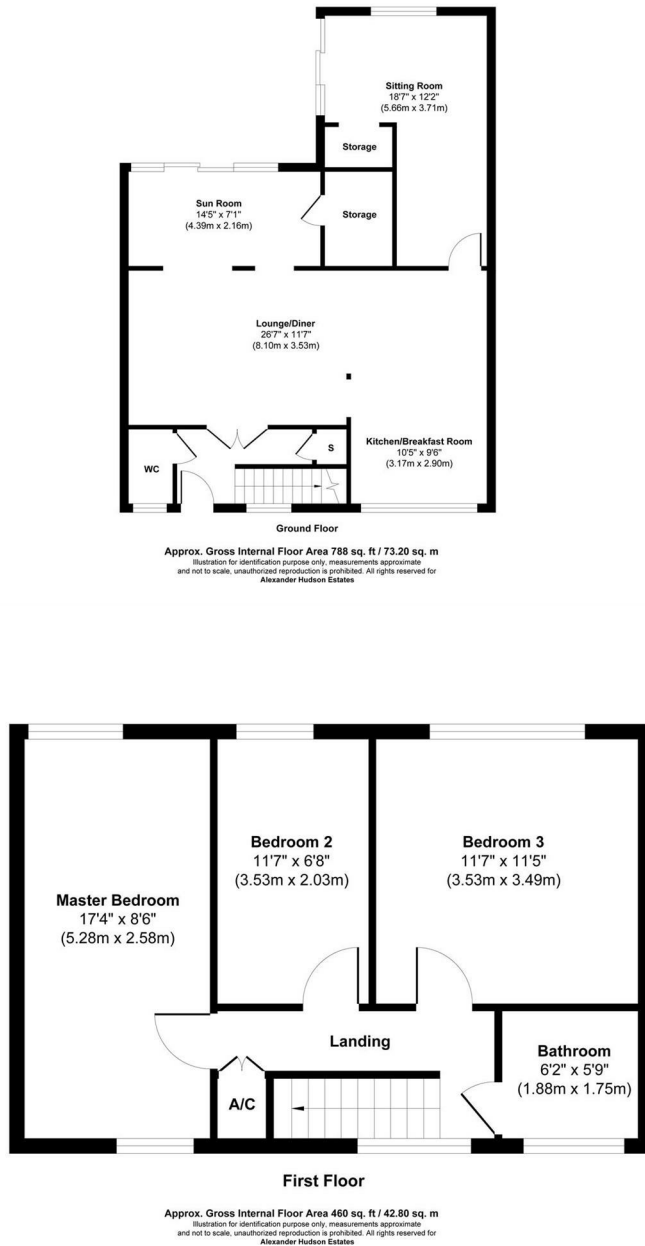 Sitting Room
18'7" x 12'2"
(5.66m x 3.71m)
Storage
Sun Room
14'5" x 7'1"
(4.39m x 2.16m)
Storage
Lounge/Diner
26'7" x 11'7"
(8.10m x 3.53m)
Kitchen/Breakfast Room
10'5" x 9'6"
(3.17m x 2.90m)
WC
S
Ground Floor
Approx. Gross Internal Floor Area 788 sq. ft / 73.20 sq. m
Illustration for identification purpose only, measurements approximate
and not to scale, unauthorized reproduction is prohibited. All rights reserved for
Alexander Hudson Estates
Bedroom 2
11'7" x 6'8"
(3.53m x 2.03m)
Bedroom 3
11'7" x 11'5"
(3.53m x 3.49m)
Master Bedroom
17'4" x 8'6"
(5.28m x 2.58m)
Landing
Bathroom
6'2" x 5'9"
(1.88m x 1.75m)
A/C
First Floor
Approx. Gross Internal Floor Area 460 sq. ft / 42.80 sq. m
Illustration for identification purpose only, measurements approximate
and not to scale, unauthorized reproduction is prohibited. All rights reserved for
Alexander Hudson Estates